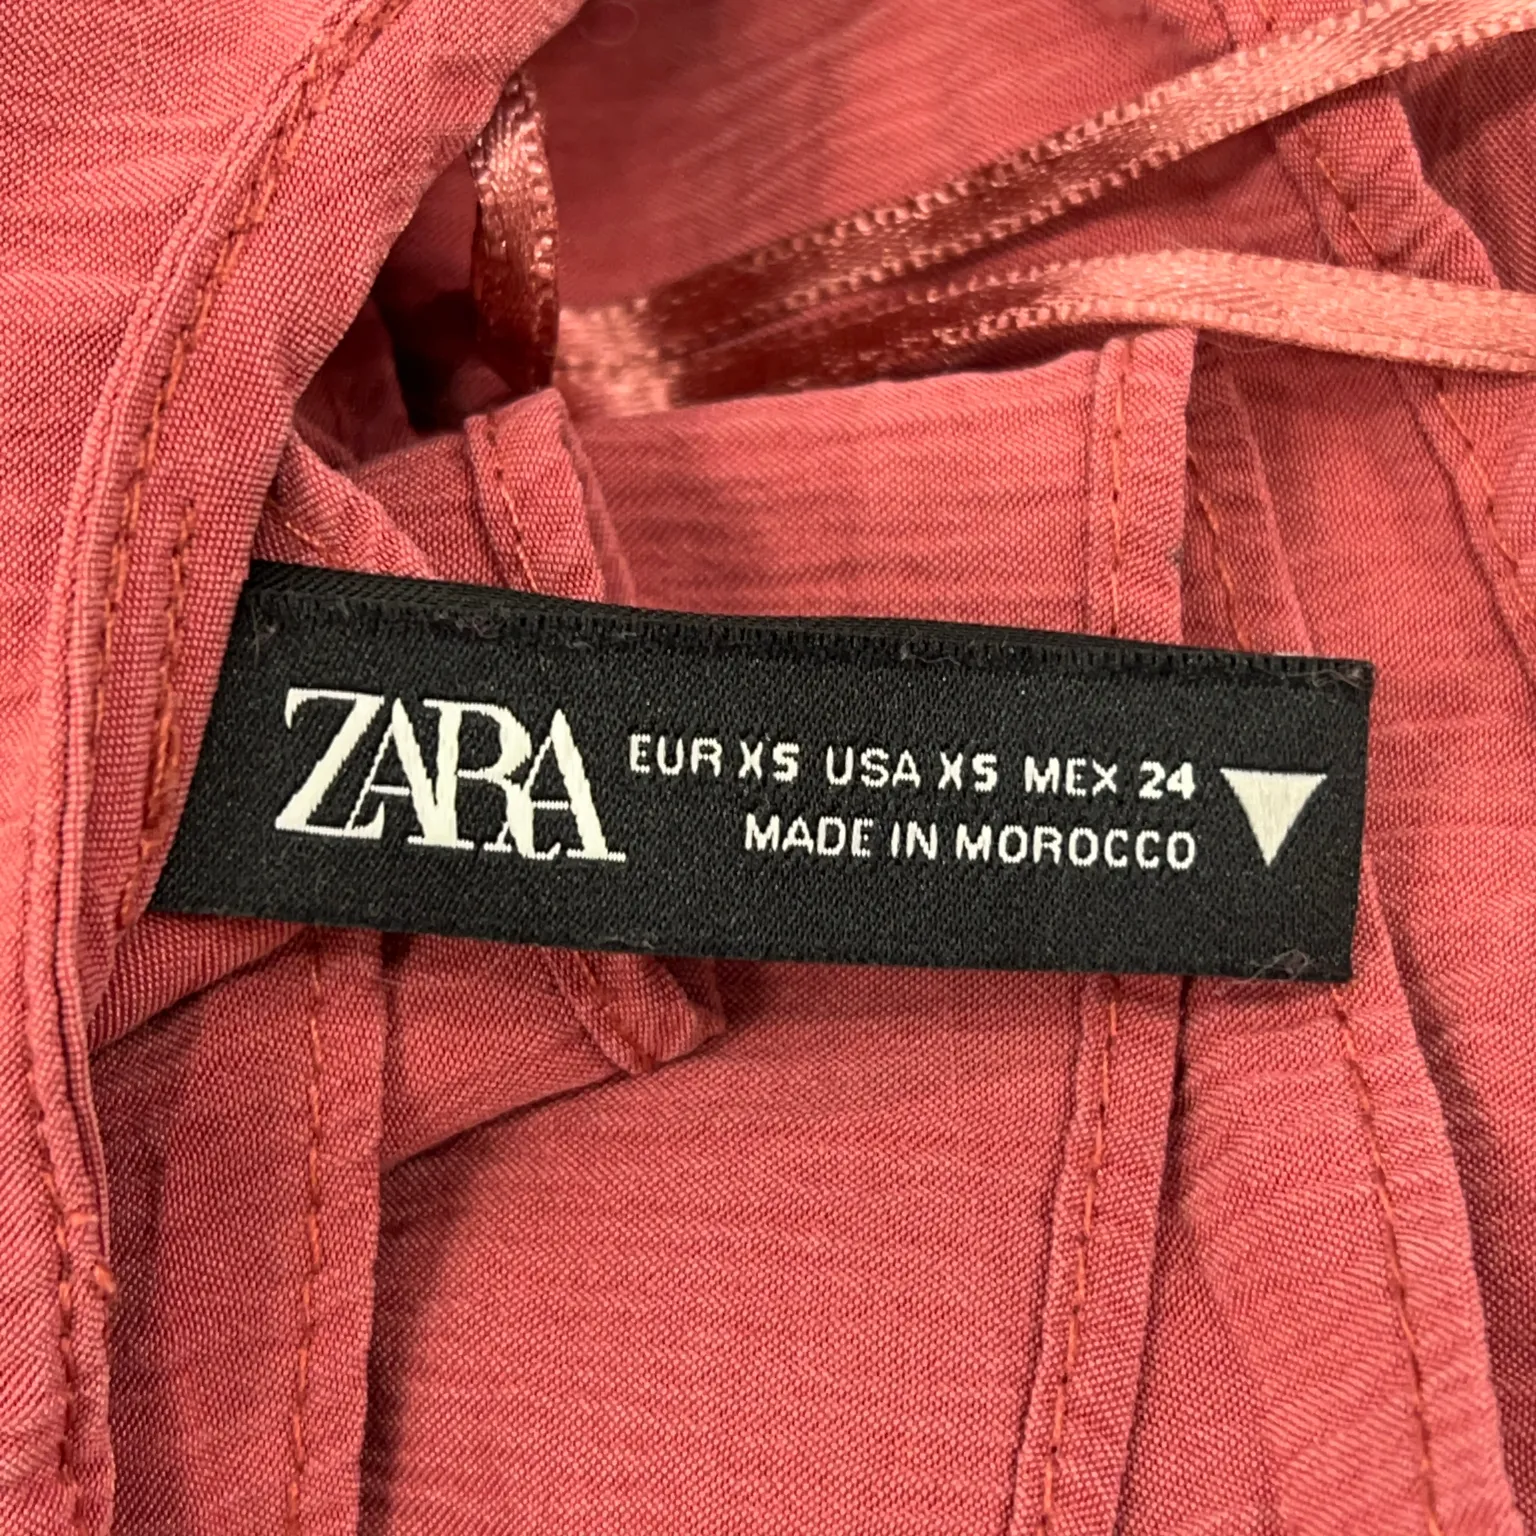 ZARA
EUR XS USA XS MEX 24
MADE IN MOROCCO